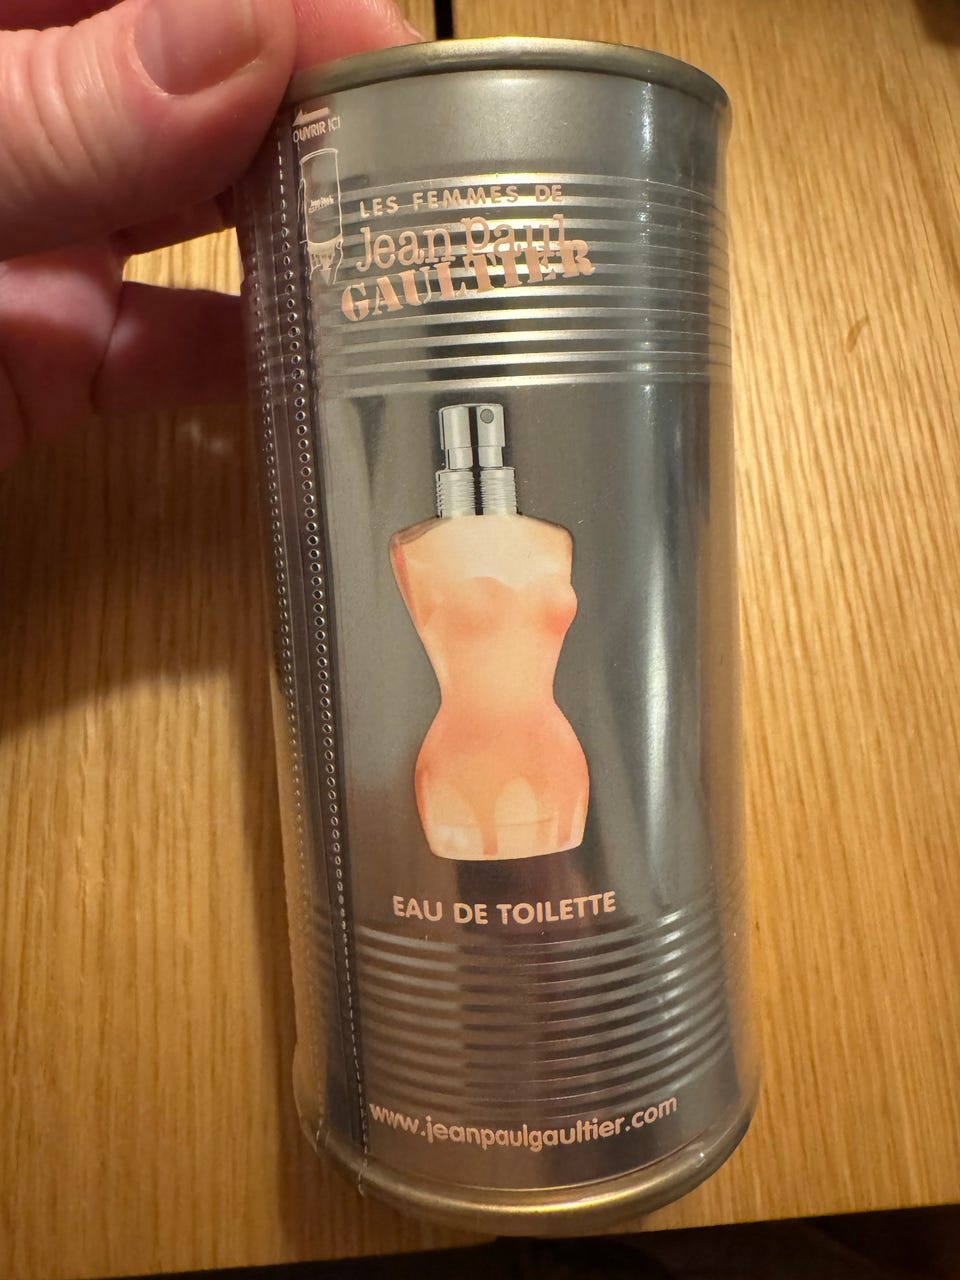 OUVRIR ICI
LES FEMMES DE
Jean Paul
GAULTIER
EAU DE TOILETTE
www.jeanpaulgaultier.com